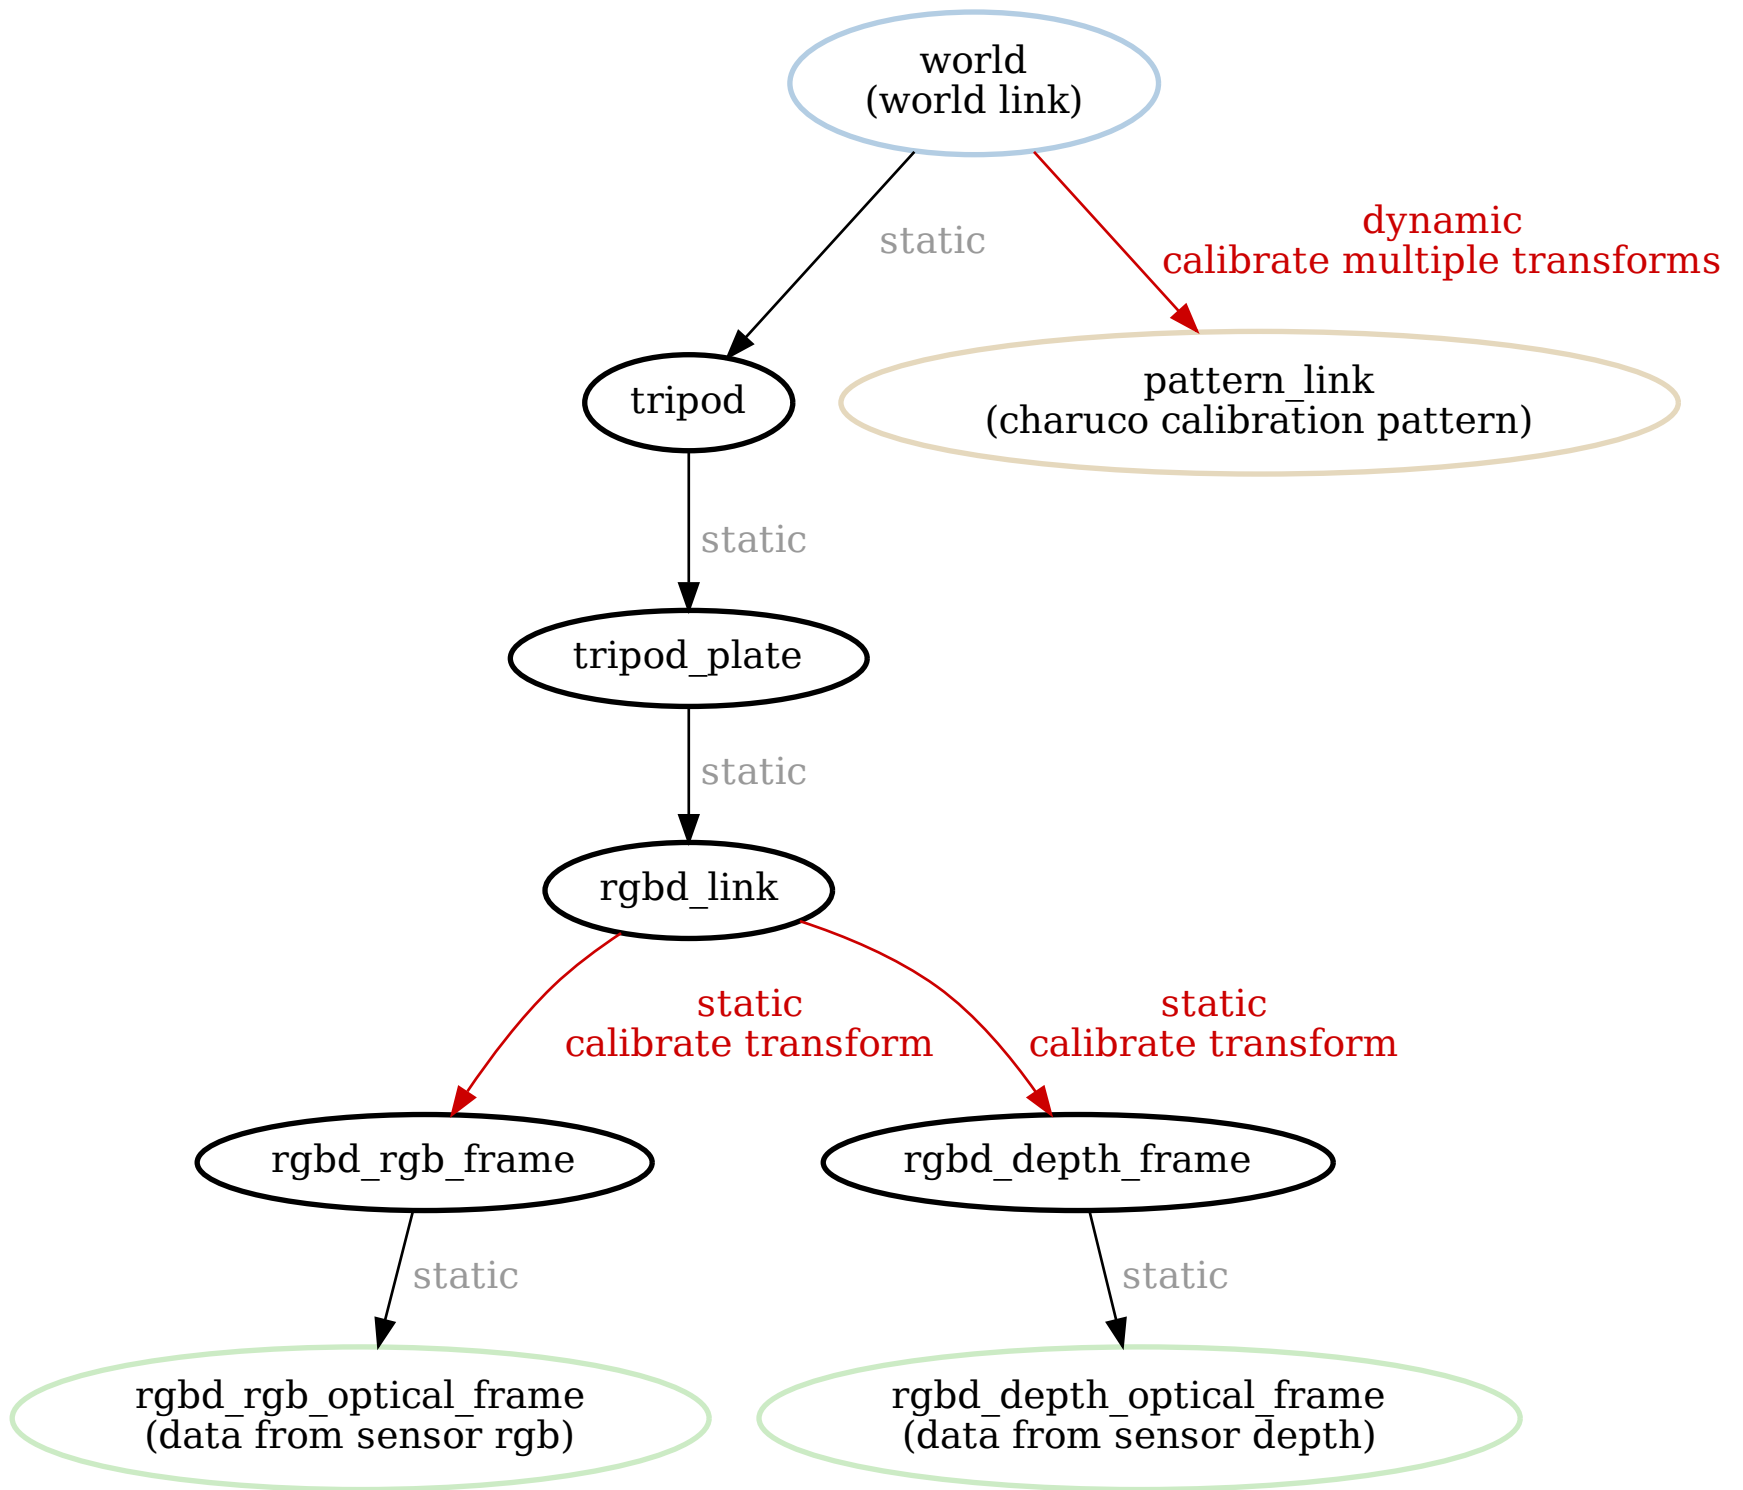 world
(world link)
static
dynamic
calibrate multiple transforms
tripod
pattern_link
(charuco calibration pattern)
static
tripod_plate
static
rgbd_link
static
calibrate transform
static
calibrate transform
rgbd_rgb_frame
rgbd_depth_frame
static
static
rgbd_rgb_optical_frame
(data from sensor rgb)
rgbd_depth_optical_frame
(data from sensor depth)